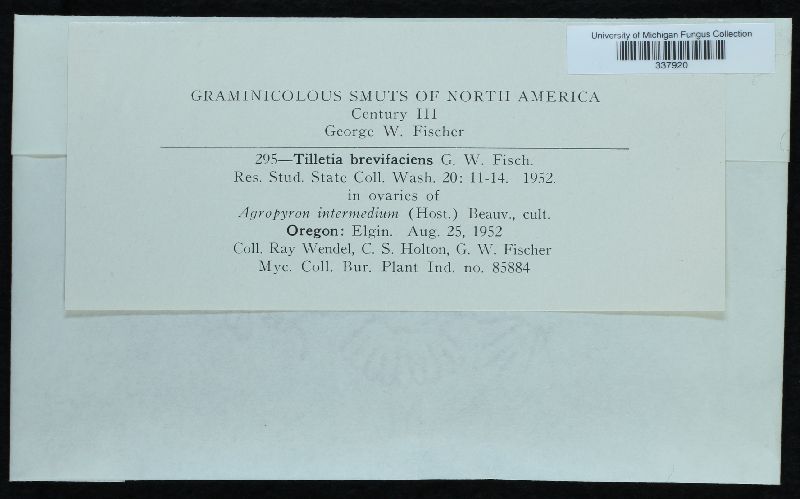 University of Michigan Fungus Collection
337920
GRAMINICOLOUS SMUTS OF NORTH AMERICA
Century III
George W. Fischer
295—Tilletia brevifaciens G. W. Fisch.
Res. Stud. State Coll. Wash. 20: 11-14. 1952.
in ovaries of
Agropyron intermedium (Host.) Beauv., cult.
Oregon: Elgin. Aug. 25, 1952
Coll. Ray Wendel, C. S. Holton, G. W. Fischer
Myc. Coll. Bur. Plant Ind. no. 85884